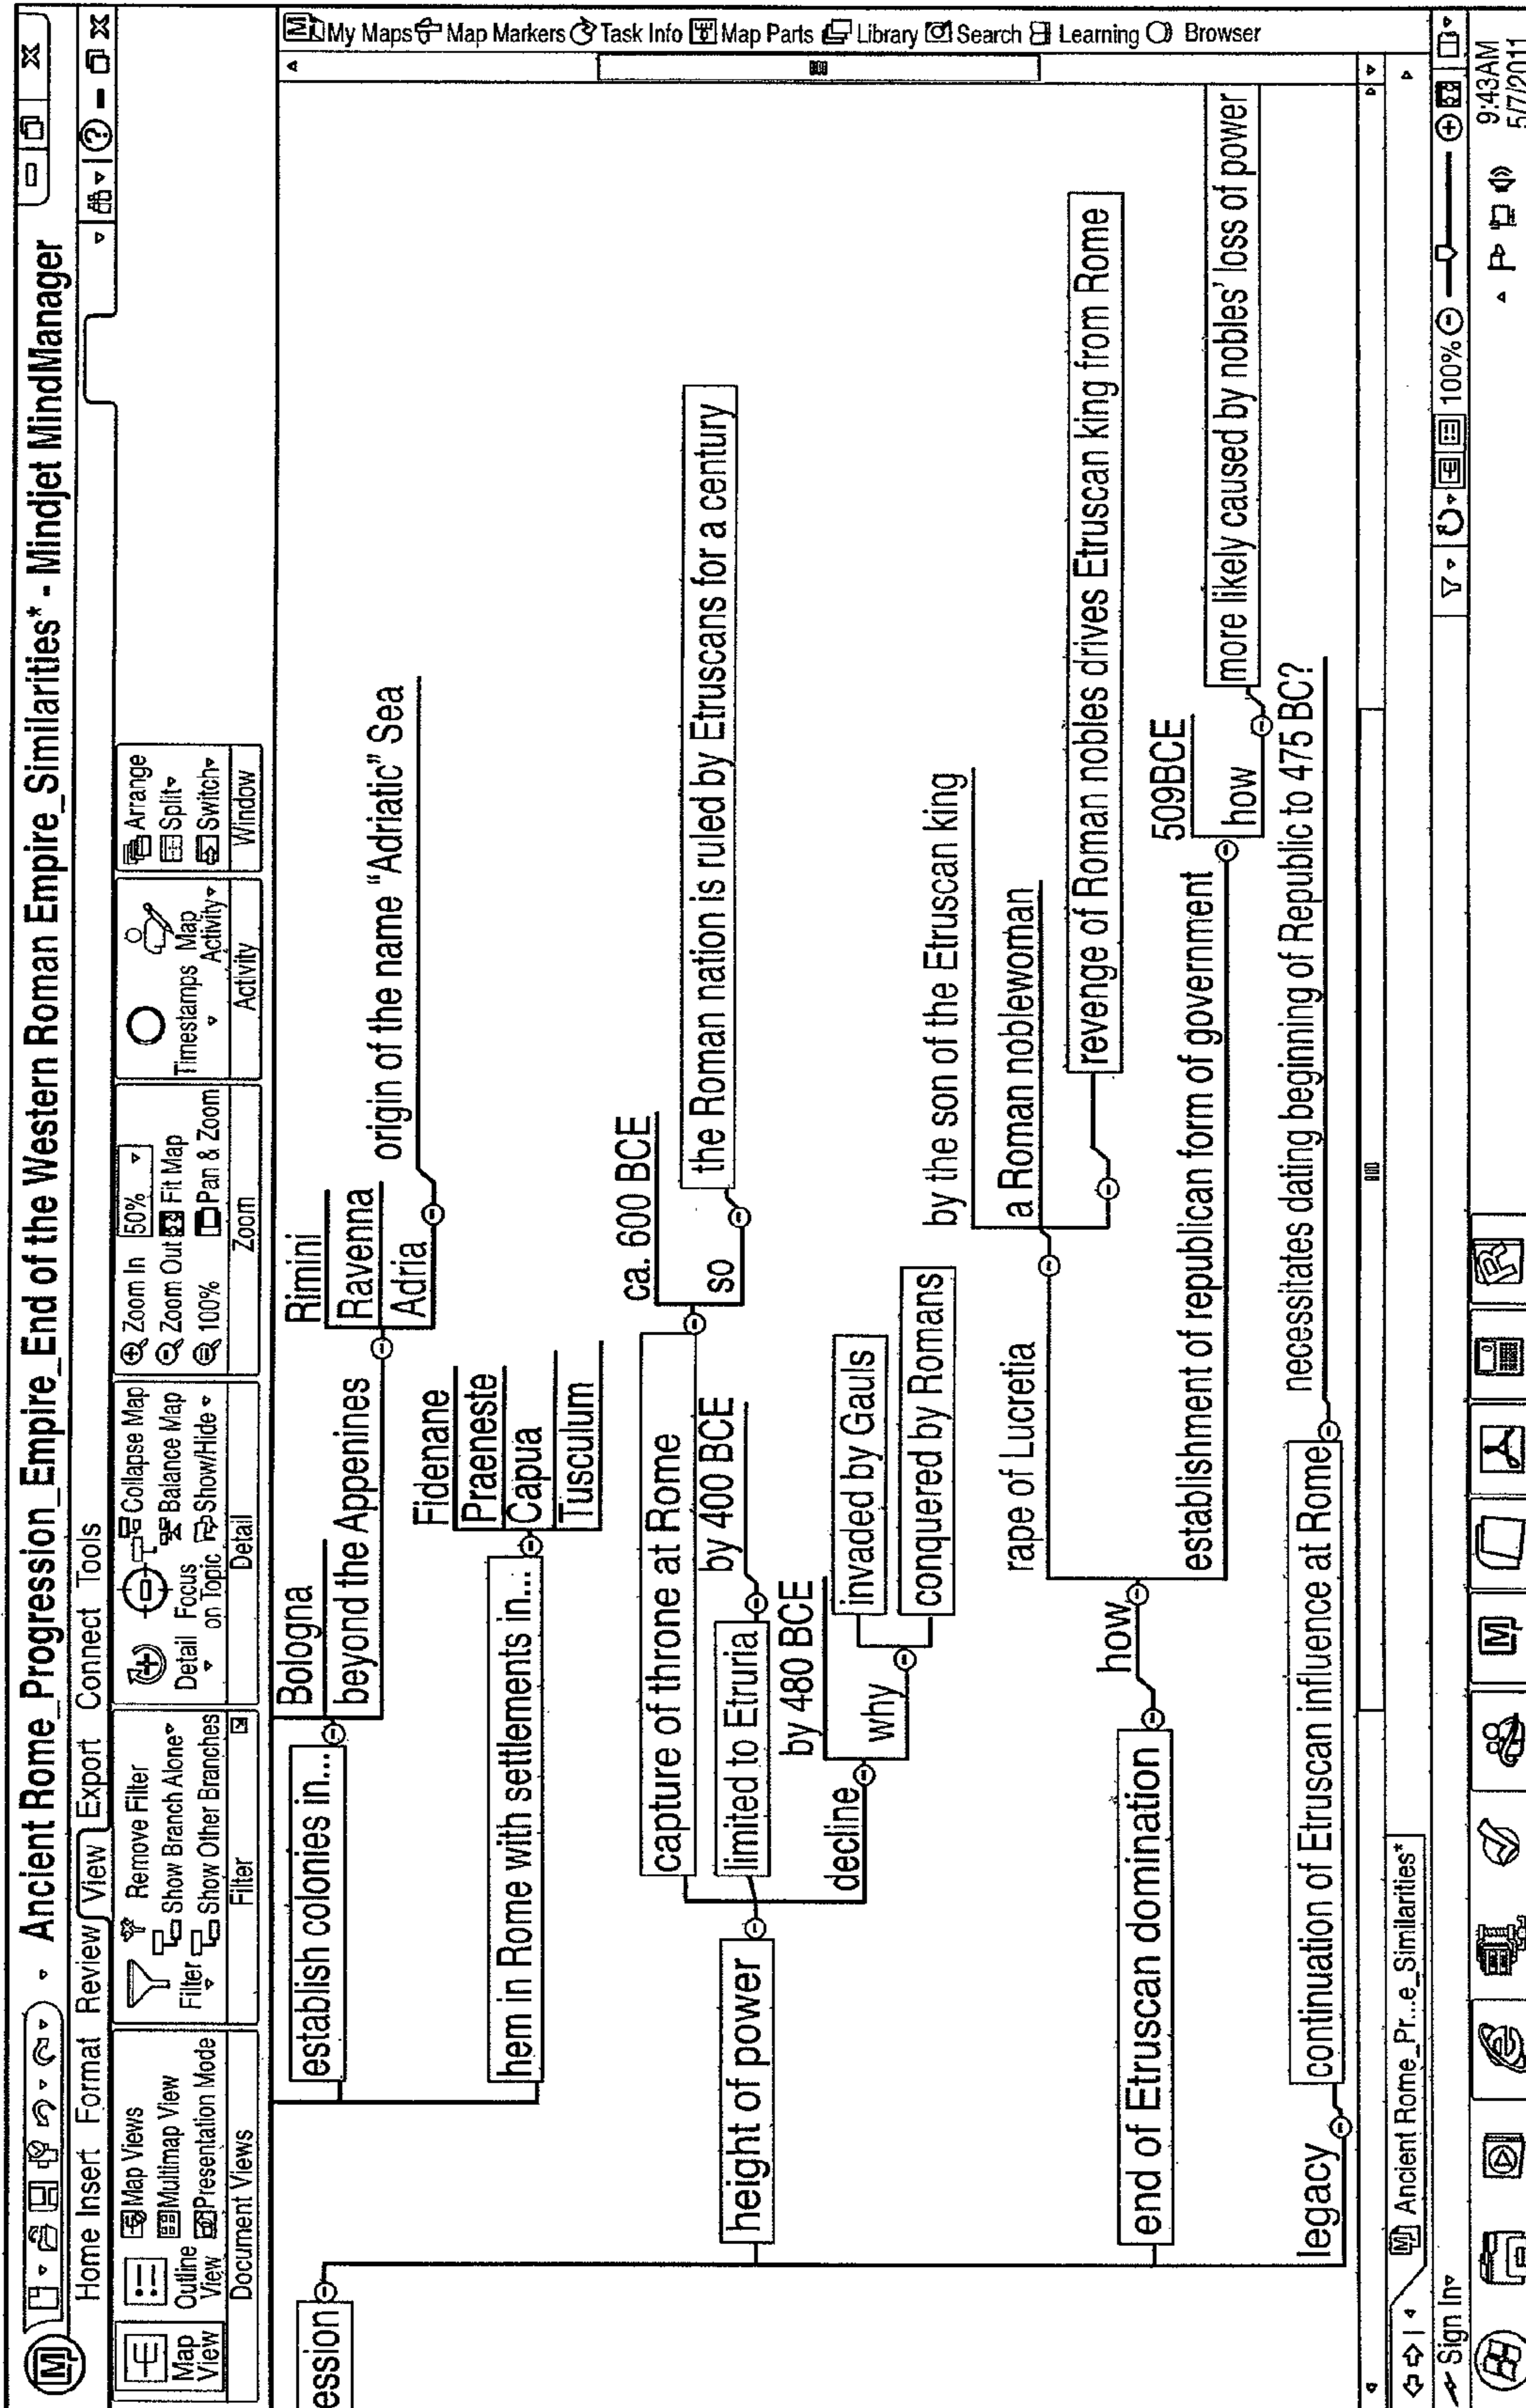 Ancient Rome_Progression_Empire_End of the Western Roman Empire_Similarities* - Mindjet MindManager
Home Insert Format Review View Export Connect Tools
Map View
Outline View
Map Views
Multimap View
Presentation Mode
Document Views
Filter
Remove Filter
Show Branch Alone
Show Other Branches
Filter
Detail
Focus on Topic
Collapse Map
Balance Map
Show/Hide
Detail
Zoom In
Zoom Out
100%
50%
Fit Map
Pan & Zoom
Zoom
Timestamps
Map Activity
Activity
Arrange
Split
Switch
Window
My Maps
Map Markers
Task Info
Map Parts
Library
Search
Learning
Browser
ession
establish colonies in...
Bologna
beyond the Appenines
Rimini
Ravenna
Adria
origin of the name "Adriatic" Sea
hem in Rome with settlements in...
Fidenane
Praeneste
Capua
Tusculum
height of power
capture of throne at Rome
ca. 600 BCE
so
the Roman nation is ruled by Etruscans for a century
limited to Etruria
by 400 BCE
decline
by 480 BCE
why
invaded by Gauls
conquered by Romans
end of Etruscan domination
how
rape of Lucretia
by the son of the Etruscan king
a Roman noblewoman
revenge of Roman nobles drives Etruscan king from Rome
establishment of republican form of government
509BCE
how
more likely caused by nobles' loss of power
legacy
continuation of Etruscan influence at Rome
necessitates dating beginning of Republic to 475 BC?
Ancient Rome_Pr...e_Similarities*
Sign In
100%
9:43AM
5/7/2011